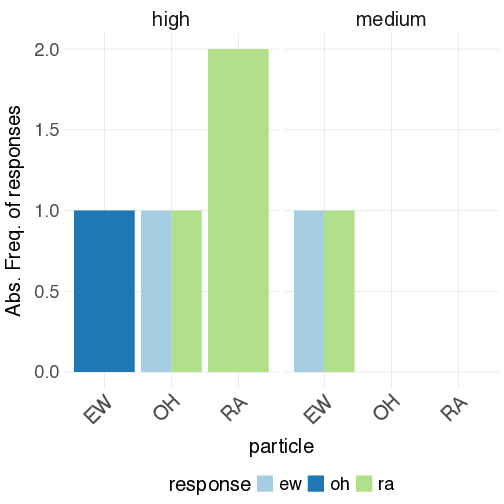 high medium
2.0
1.5
1.0
0.5
0.0
Abs. Freq. of responses
EW OH RA EW OH RA
particle
response ew oh ra